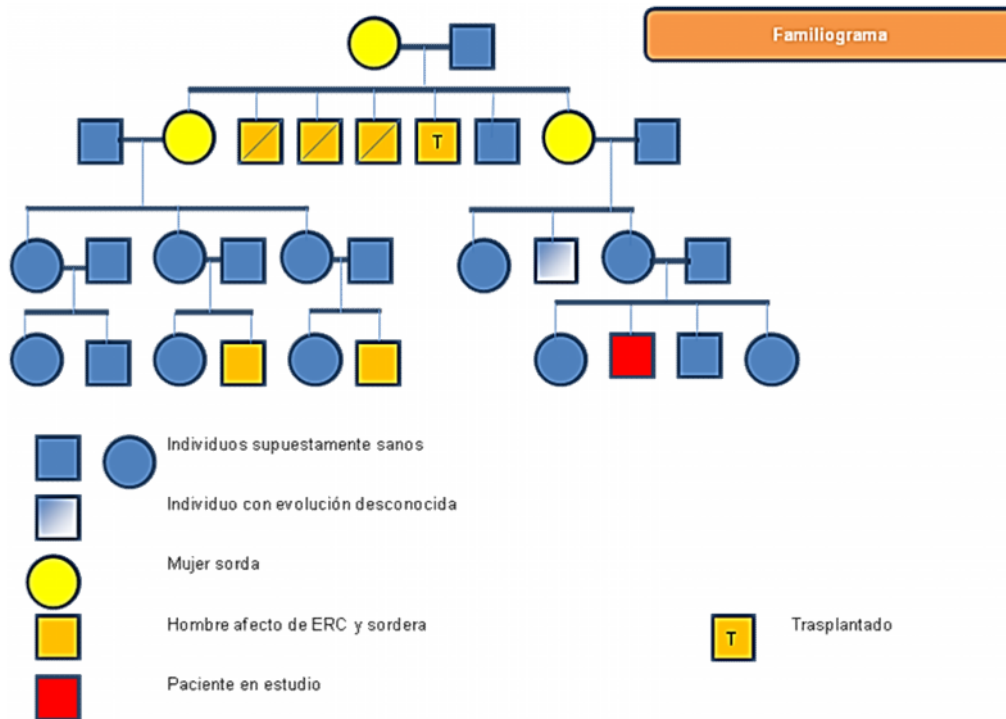 Familiograma
T
Individuos supuestamente sanos
Individuo con evolución desconocida
Mujer sorda
Hombre afecto de ERC y sordera
T
Trasplantado
Paciente en estudio